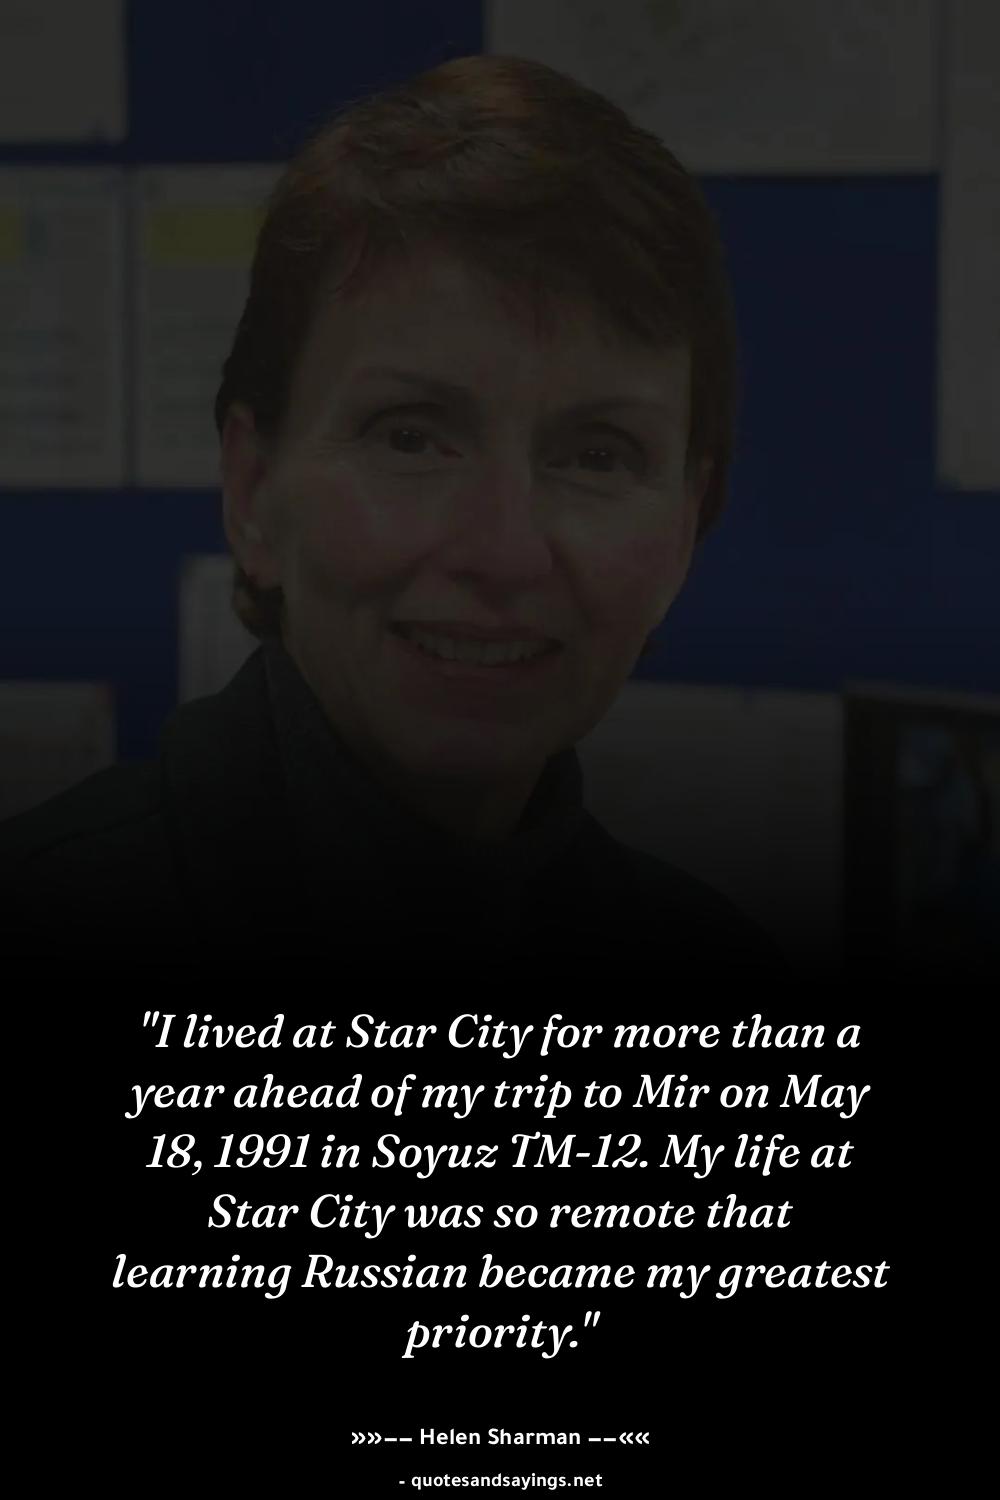 "I lived at Star City for more than a
year ahead of my trip to Mir on May
18, 1991 in Soyuz TM-12. My life at
Star City was so remote that
learning Russian became my greatest
priority."
»»−− Helen Sharman −−««
- quotesandsayings.net